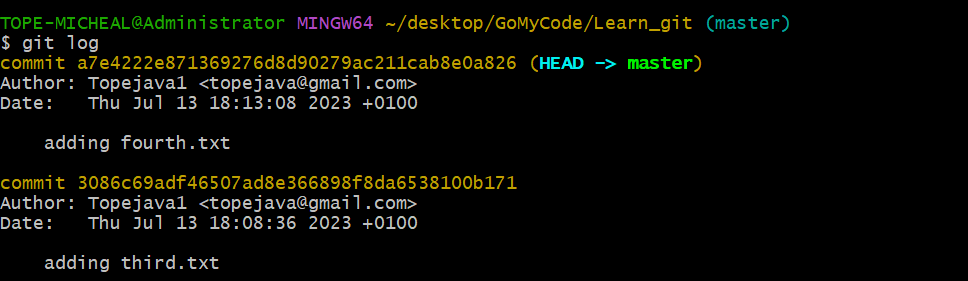 TOPE-MICHEAL@Administrator MINGW64 ~/desktop/GoMyCode/Learn_git (master)
$ git log
commit a7e4222e871369276d8d90279ac211cab8e0a826 (HEAD -> master)
Author: Topejava1 <topejava@gmail.com>
Date:   Thu Jul 13 18:13:08 2023 +0100
    adding fourth.txt
commit 3086c69adf46507ad8e366898f8da6538100b171
Author: Topejava1 <topejava@gmail.com>
Date:   Thu Jul 13 18:08:36 2023 +0100
    adding third.txt